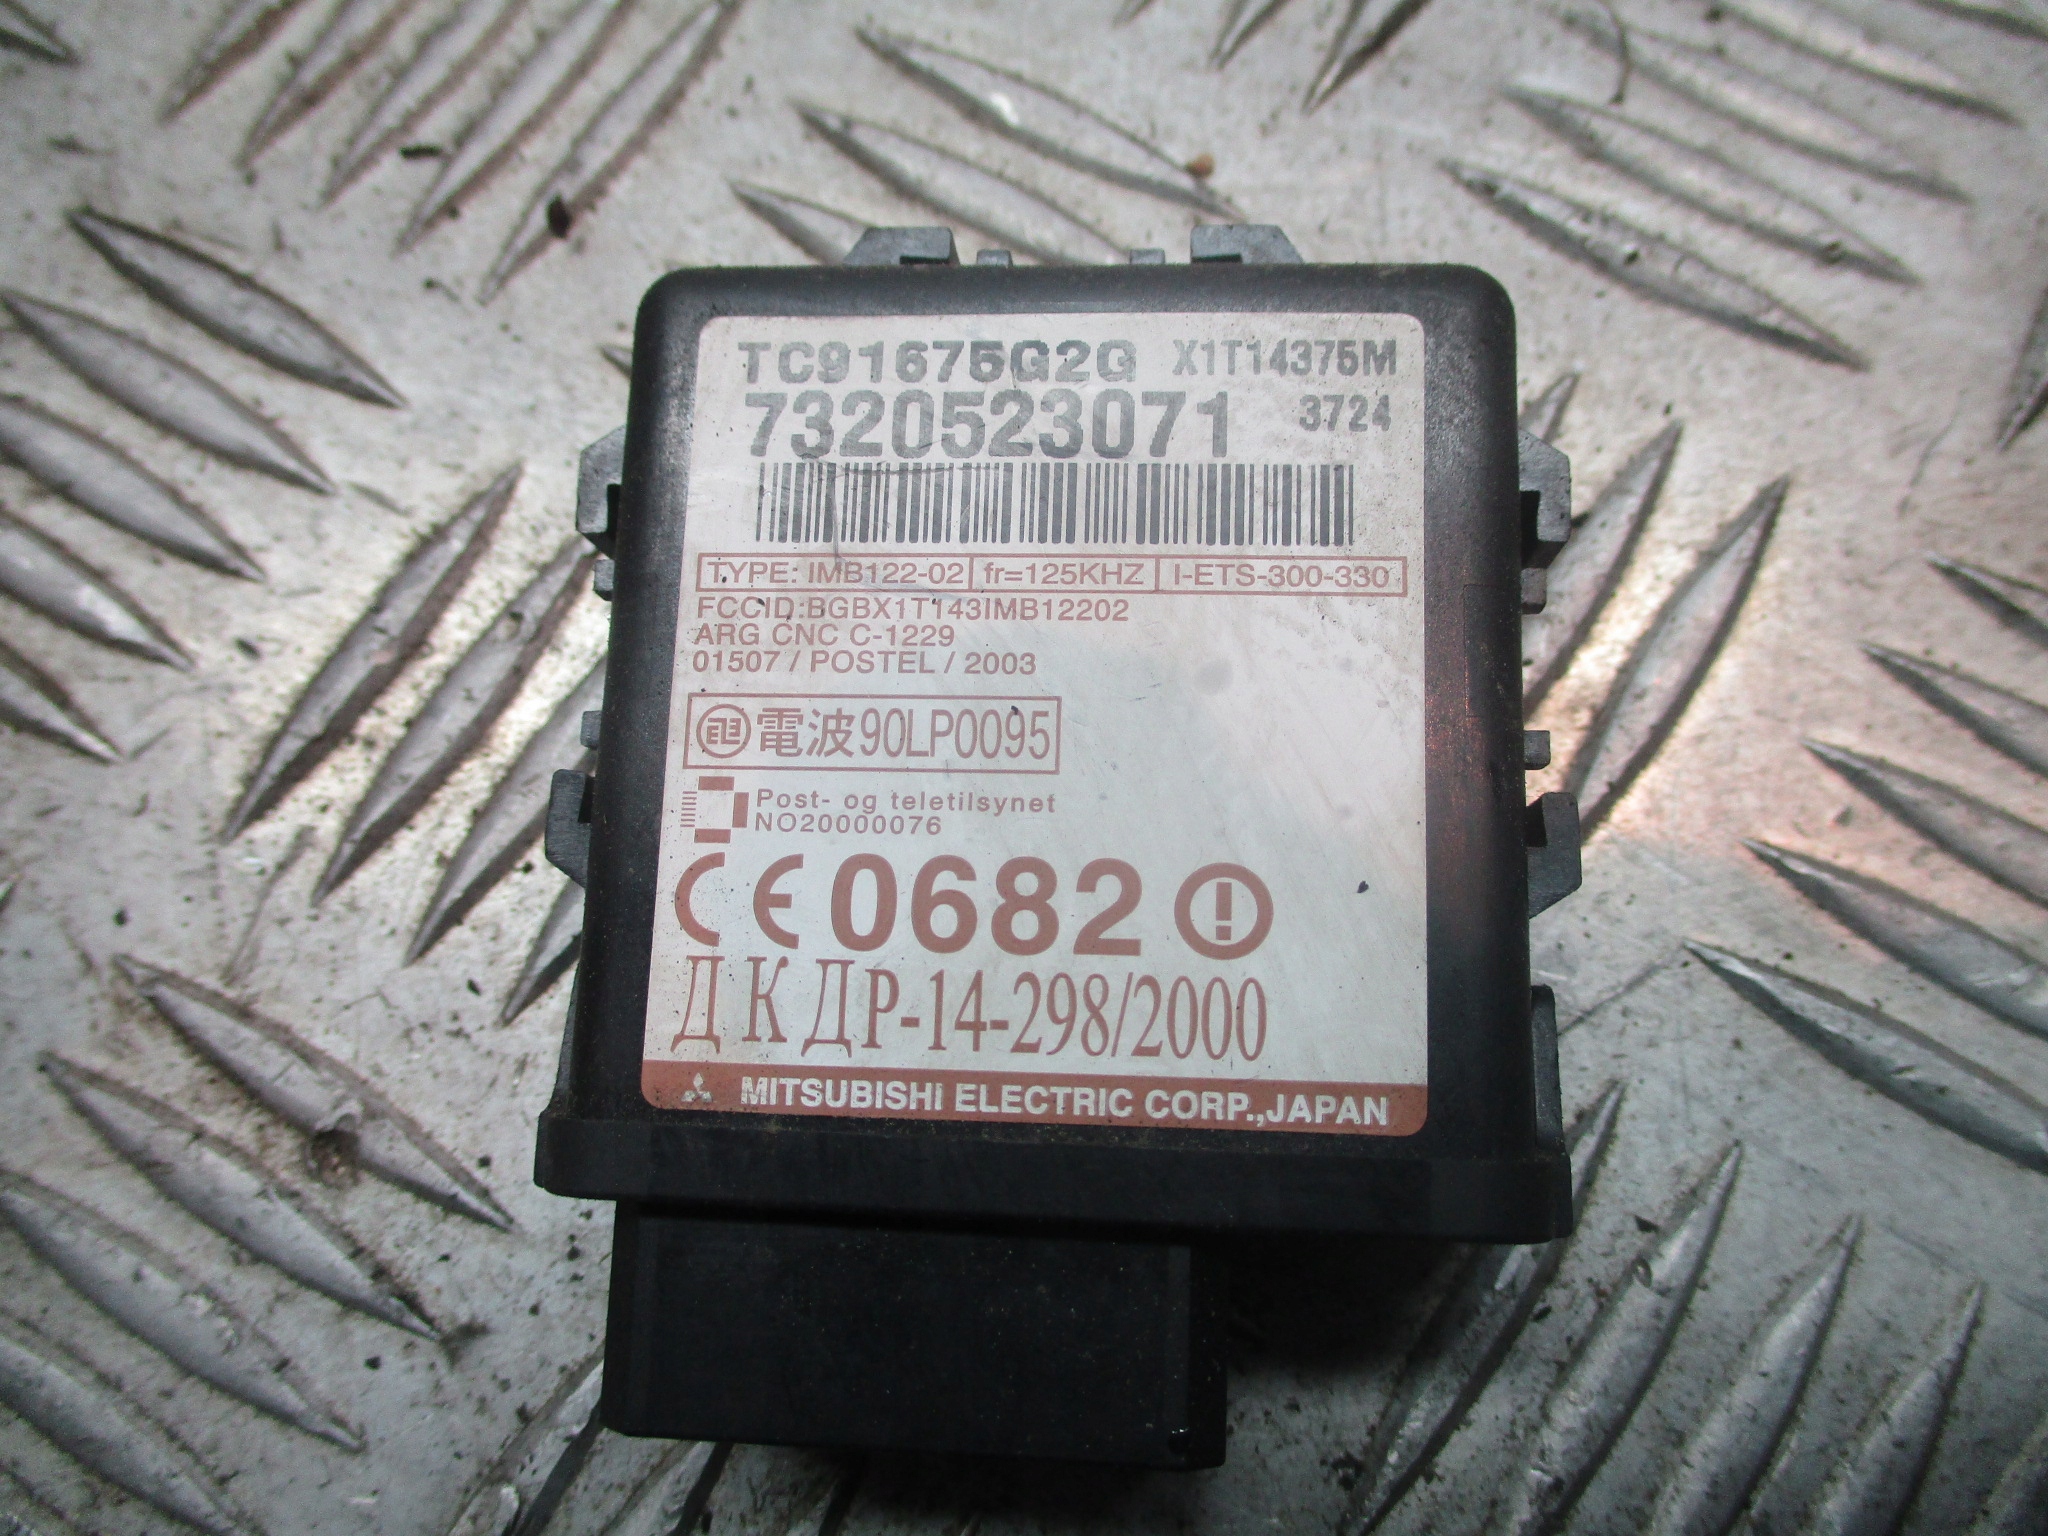 TC91675G2G X1T14375M
7320523071 3724
TYPE: IMB122-02 fr=125KHZ I-ETS-300-330
FCCID:BGBX1T143IMB12202
ARG CNC C-1229
01507 / POSTEL / 2003
電波90LP0095
Post- og teletilsynet
NO20000076
CE 0682
Д К ДР-14-298/2000
MITSUBISHI ELECTRIC CORP.,JAPAN